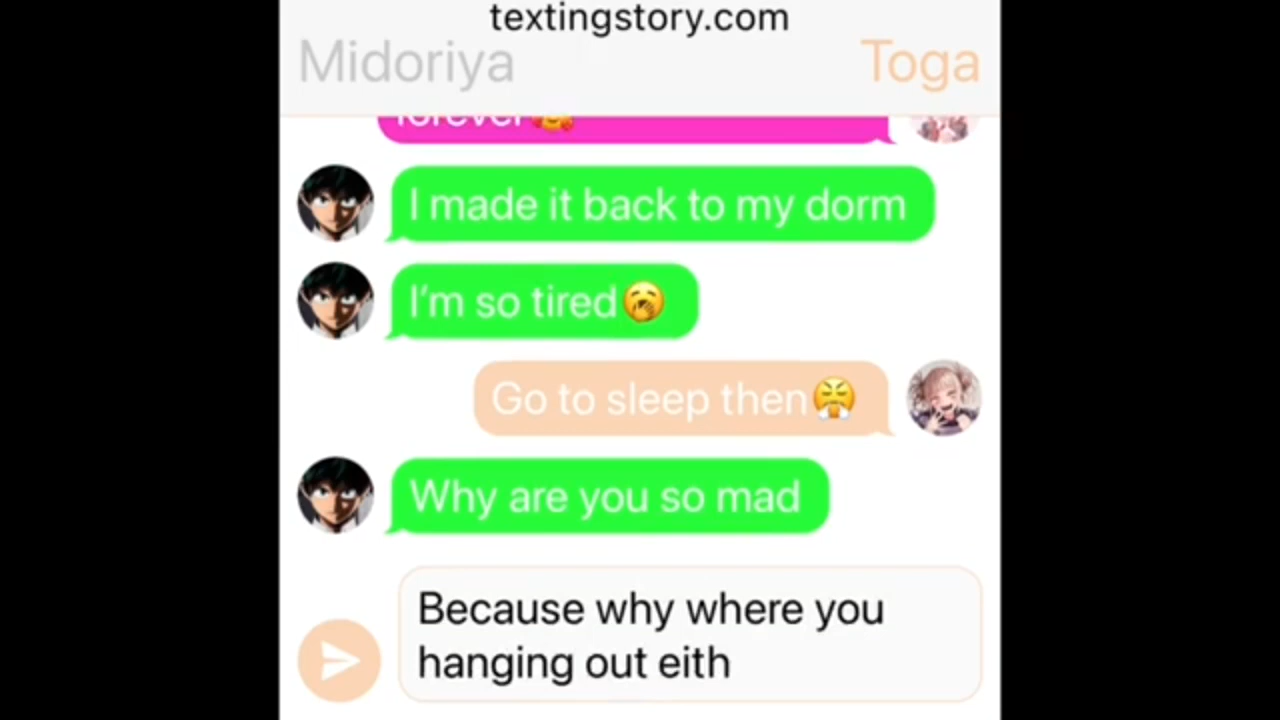 textingstory.com
Midoriya Toga
forever🥰
I made it back to my dorm
I'm so tired🥱
Go to sleep then😤
Why are you so mad
Because why where you
hanging out eith